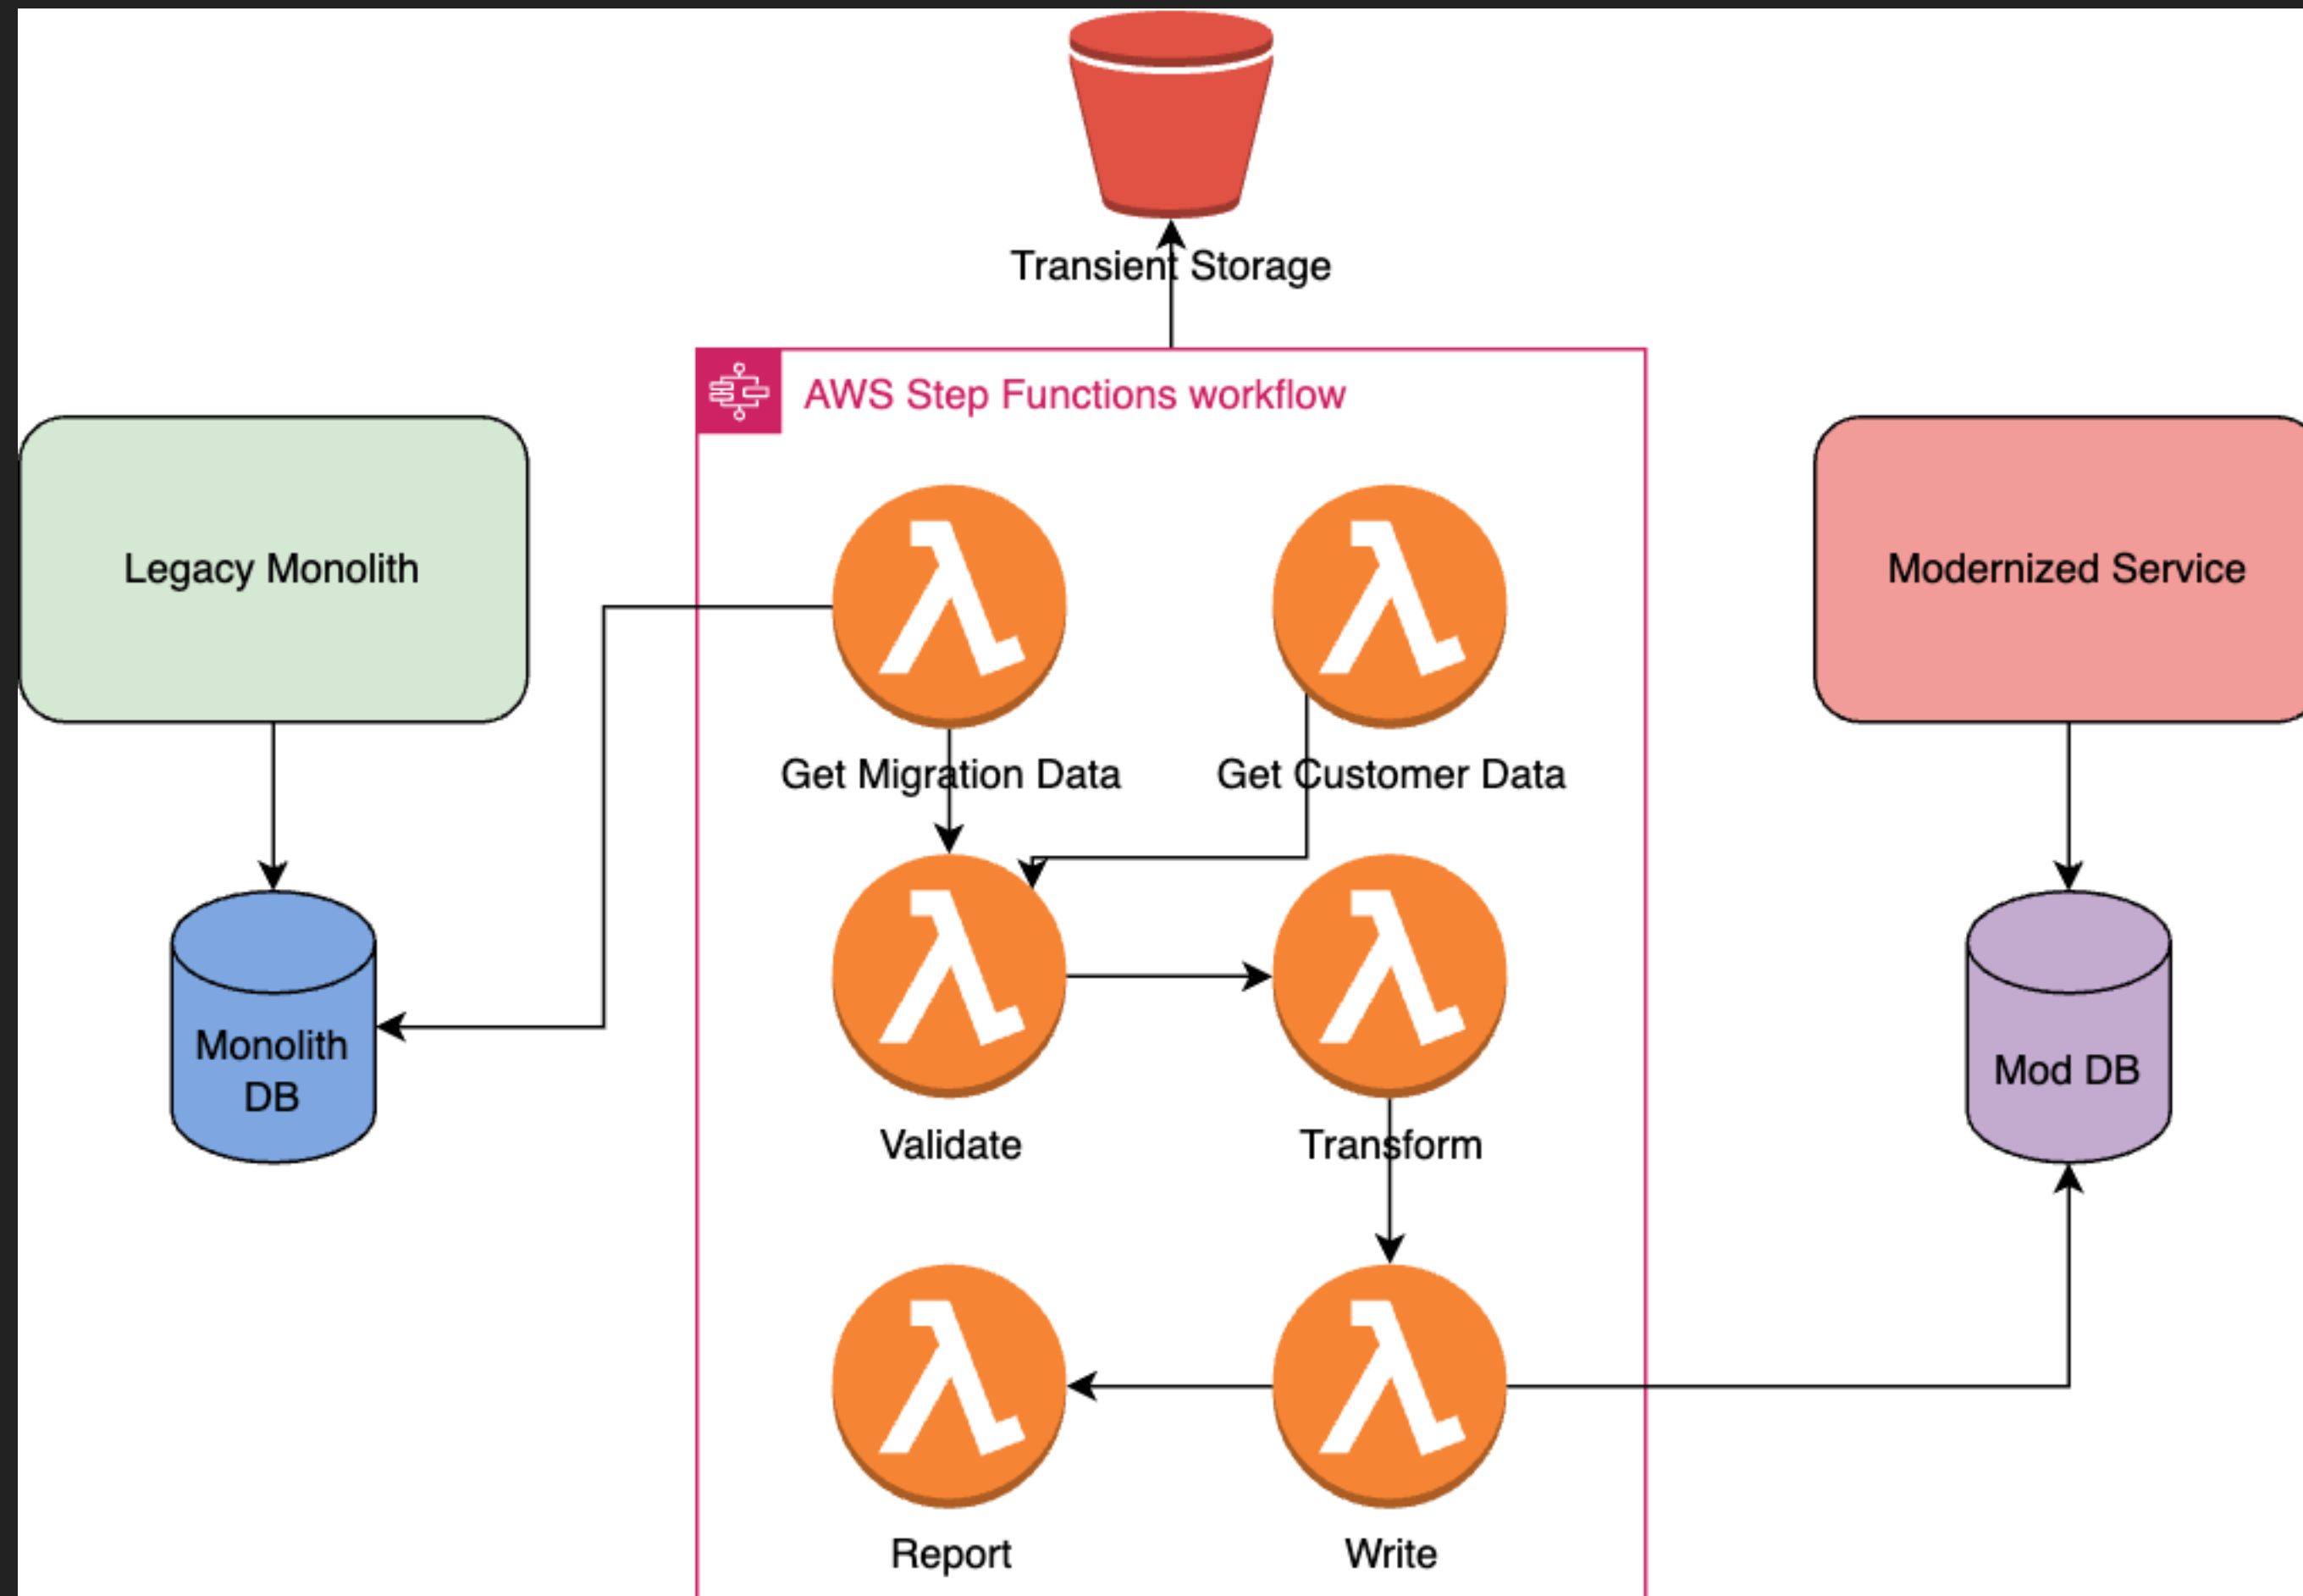 Transient Storage
AWS Step Functions workflow
Legacy Monolith
Modernized Service
Get Migration Data
Get Customer Data
Monolith
DB
Mod DB
Validate
Transform
Report
Write